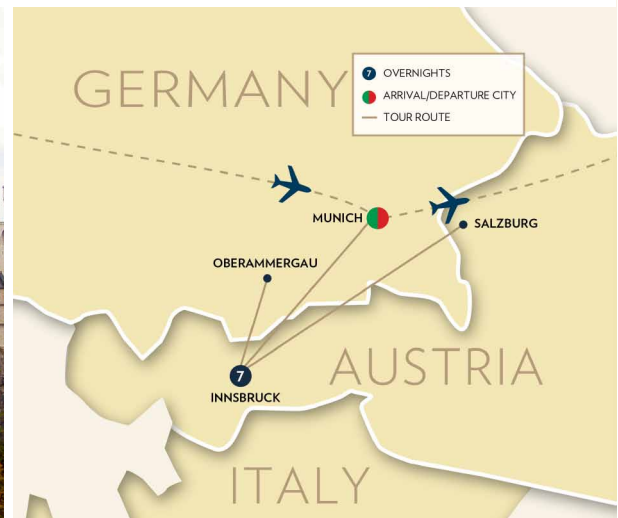 GERMANY
7 OVERNIGHTS
ARRIVAL/DEPARTURE CITY
TOUR ROUTE
MUNICH
SALZBURG
OBERAMMERGAU
7
INNSBRUCK
AUSTRIA
ITALY